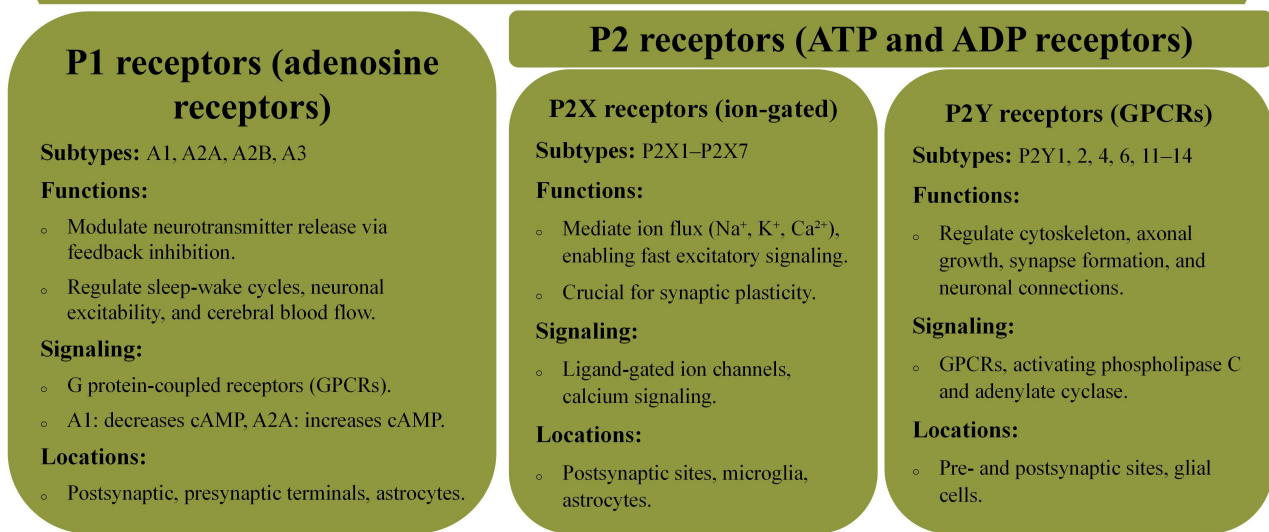 P1 receptors (adenosine
receptors)
Subtypes: A1, A2A, A2B, A3
Functions:
◦ Modulate neurotransmitter release via
feedback inhibition.
◦ Regulate sleep-wake cycles, neuronal
excitability, and cerebral blood flow.
Signaling:
◦ G protein-coupled receptors (GPCRs).
◦ A1: decreases cAMP, A2A: increases cAMP.
Locations:
◦ Postsynaptic, presynaptic terminals, astrocytes.
P2 receptors (ATP and ADP receptors)
P2X receptors (ion-gated)
Subtypes: P2X1–P2X7
Functions:
◦ Mediate ion flux (Na⁺, K⁺, Ca²⁺),
enabling fast excitatory signaling.
◦ Crucial for synaptic plasticity.
Signaling:
◦ Ligand-gated ion channels,
calcium signaling.
Locations:
◦ Postsynaptic sites, microglia,
astrocytes.
P2Y receptors (GPCRs)
Subtypes: P2Y1, 2, 4, 6, 11–14
Functions:
◦ Regulate cytoskeleton, axonal
growth, synapse formation, and
neuronal connections.
Signaling:
◦ GPCRs, activating phospholipase C
and adenylate cyclase.
Locations:
◦ Pre- and postsynaptic sites, glial
cells.